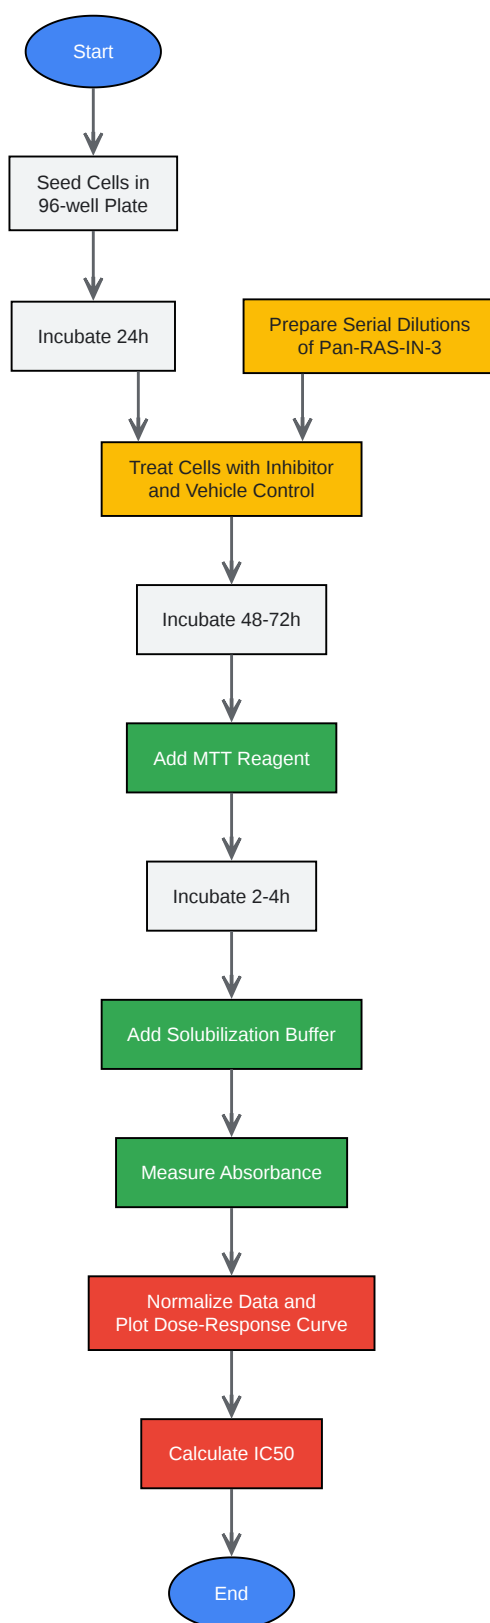 Start
Seed Cells in
96-well Plate
Incubate 24h
Prepare Serial Dilutions
of Pan-RAS-IN-3
Treat Cells with Inhibitor
and Vehicle Control
Incubate 48-72h
Add MTT Reagent
Incubate 2-4h
Add Solubilization Buffer
Measure Absorbance
Normalize Data and
Plot Dose-Response Curve
Calculate IC50
End